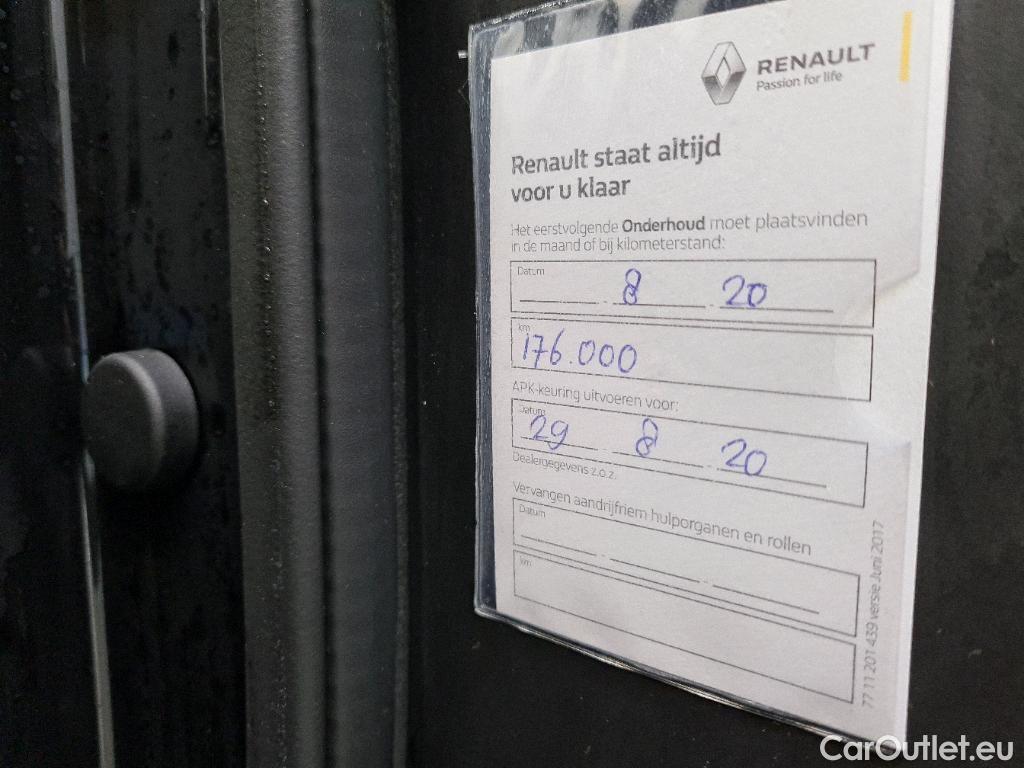 RENAULT
Passion for life
Renault staat altijd
voor u klaar
Het eerstvolgende Onderhoud moet plaatsvinden
in de maand of bij kilometerstand:
Datum
8 20
km
176.000
APK-keuring uitvoeren voor:
Datum
29 8 20
Dealergegevens z.o.z.
Vervangen aandrijfriem hulporganen en rollen
Datum
km
77 11 201 439 versie Juni 2017
CarOutlet.eu